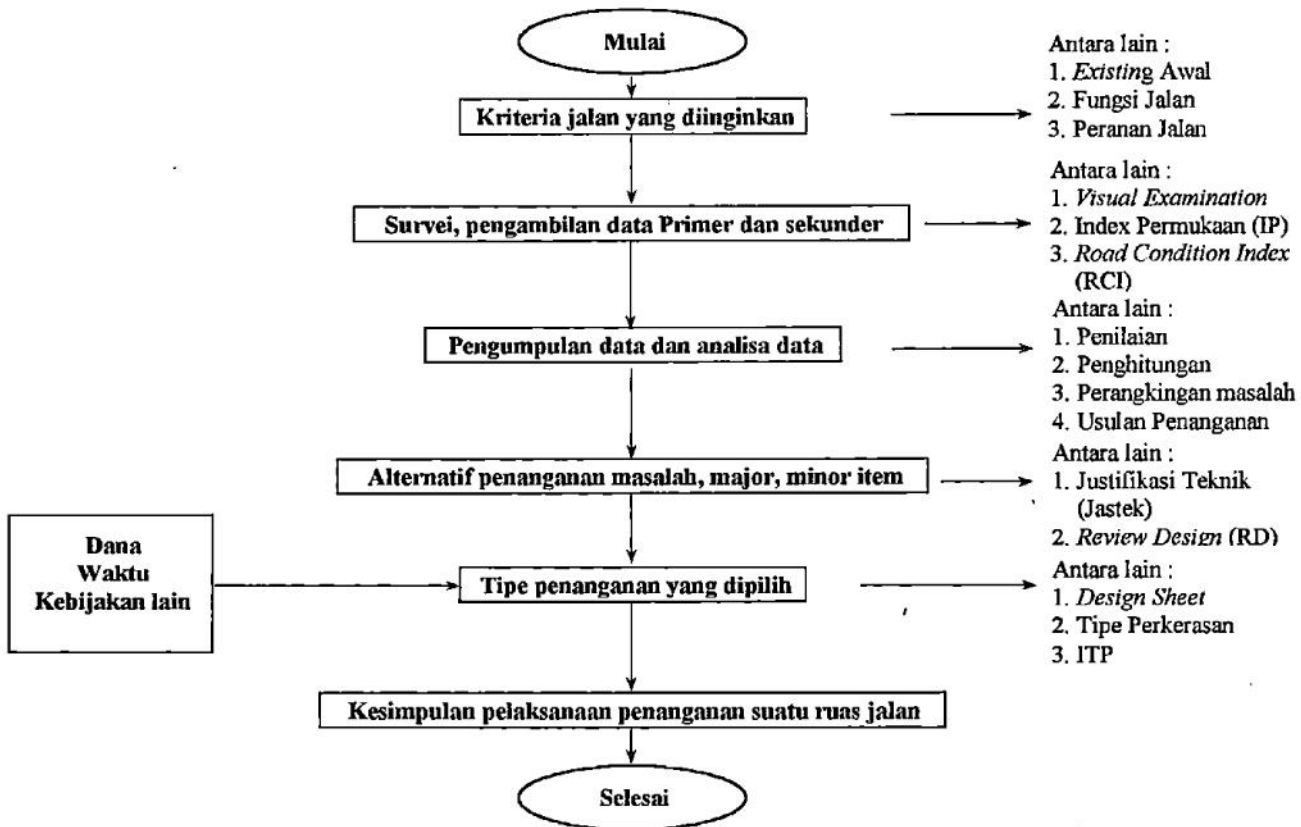 Mulai
Kriteria jalan yang diinginkan
Antara lain :
1. Existing Awal
2. Fungsi Jalan
3. Peranan Jalan
Survei, pengambilan data Primer dan sekunder
Antara lain :
1. Visual Examination
2. Index Permukaan (IP)
3. Road Condition Index
(RCI)
Pengumpulan data dan analisa data
Antara lain :
1. Penilaian
2. Penghitungan
3. Perangkingan masalah
4. Usulan Penanganan
Alternatif penanganan masalah, major, minor item
Antara lain :
1. Justifikasi Teknik
(Jastek)
2. Review Design (RD)
Dana
Waktu
Kebijakan lain
Tipe penanganan yang dipilih
Antara lain :
1. Design Sheet
2. Tipe Perkerasan
3. ITP
Kesimpulan pelaksanaan penanganan suatu ruas jalan
Selesai